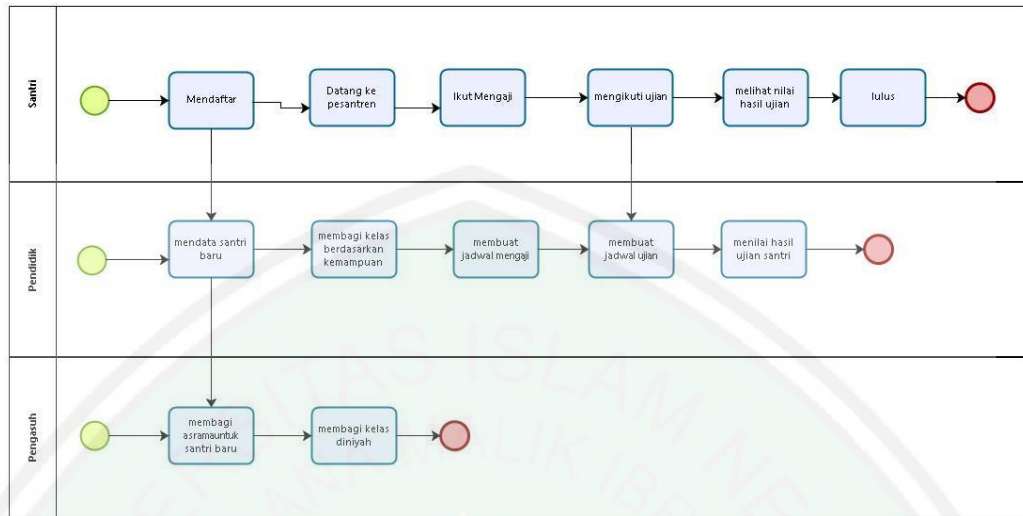 Santri
Mendaftar
Datang ke
pesantren
Ikut Mengaji
mengikuti ujian
melihat nilai
hasil ujian
lulus
Pendidik
mendata santri
baru
membagi kelas
berdasarkan
kemampuan
membuat
jadwal mengaji
membuat
jadwal ujian
menilai hasil
ujian santri
Pengasuh
membagi
asramauntuk
santri baru
membagi kelas
diniyah
ISLAM
MALIK